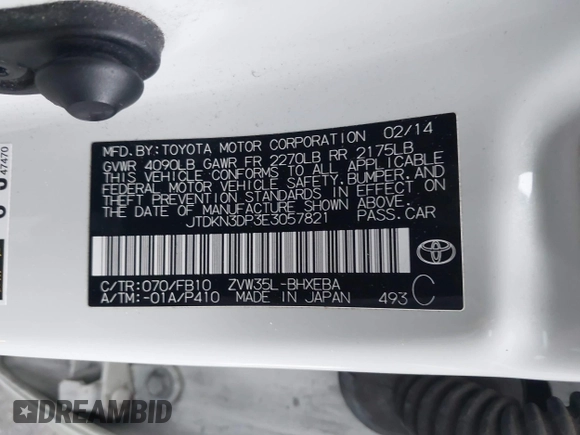 MFD. BY: TOYOTA MOTOR CORPORATION 02/14
GVWR 4090LB GAWR FR 2270LB RR 2175LB
THIS VEHICLE CONFORMS TO ALL APPLICABLE
FEDERAL MOTOR VEHICLE SAFETY, BUMPER, AND
THEFT PREVENTION STANDARDS IN EFFECT ON
THE DATE OF MANUFACTURE SHOWN ABOVE.
JTDKN3DP3E3057821 PASS. CAR
C/TR: 070/FB10 ZVW35L-BHXEBA
A/TM: -01A/P410 MADE IN JAPAN 493 C
47470
DREAMBID